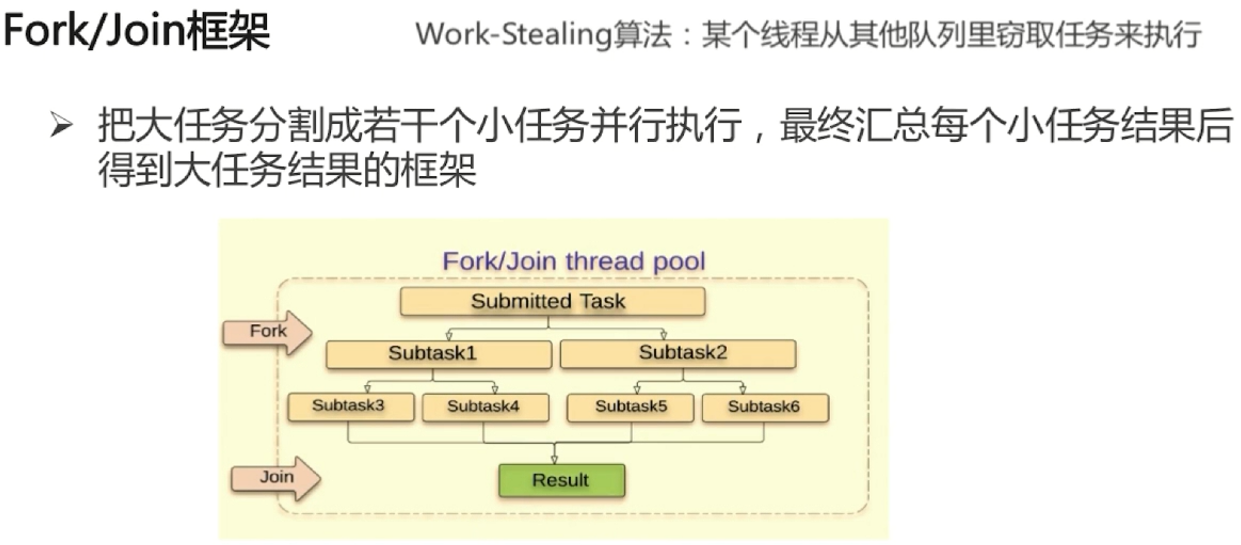 Fork/Join框架
Work-Stealing算法：某个线程从其他队列里窃取任务来执行
把大任务分割成若干个小任务并行执行，最终汇总每个小任务结果后
得到大任务结果的框架
Fork/Join thread pool
Submitted Task
Fork
Subtask1
Subtask2
Subtask3
Subtask4
Subtask5
Subtask6
Join
Result